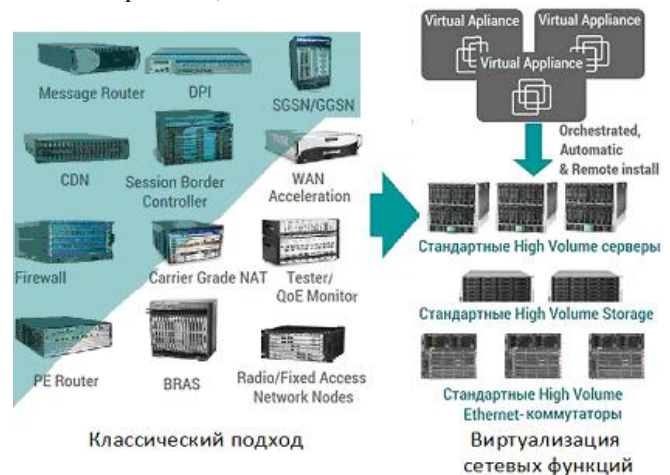 Message Router
DPI
SGSN/GGSN
CDN
Session Border
Controller
WAN
Acceleration
Firewall
Carrier Grade NAT
Tester/
QoE Monitor
PE Router
BRAS
Radio/Fixed Access
Network Nodes
Классический подход
Virtual Apliance
Virtual Appliance
Virtual Appliance
Orchestrated,
Automatic
& Remote install
Стандартные High Volume серверы
Стандартные High Volume Storage
Стандартные High Volume
Ethernet-коммутаторы
Виртуализация
сетевых функций